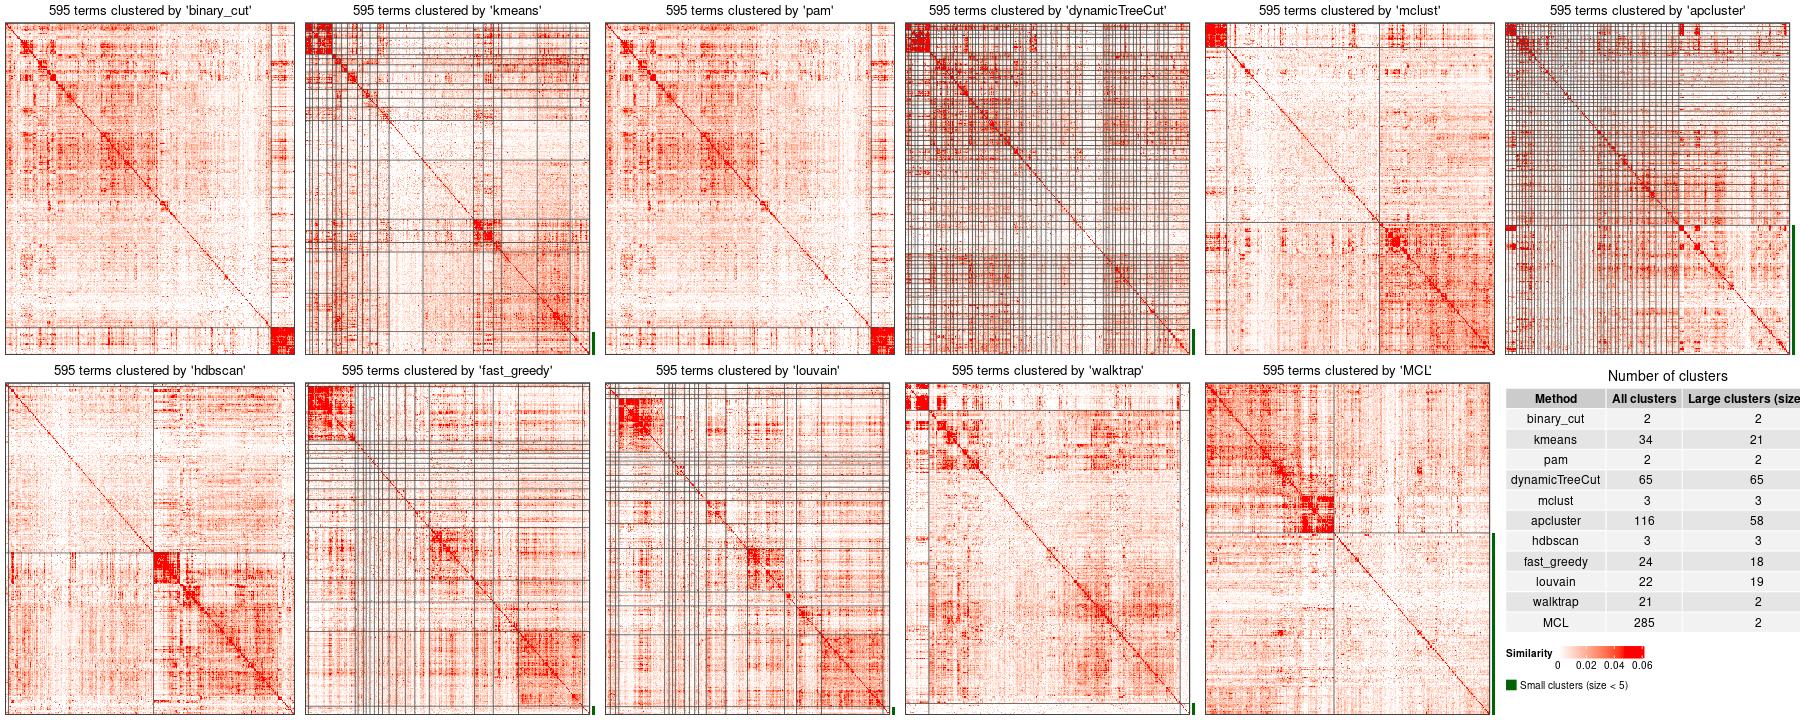 595 terms clustered by 'binary_cut'
595 terms clustered by 'kmeans'
595 terms clustered by 'pam'
595 terms clustered by 'dynamicTreeCut'
595 terms clustered by 'mclust'
595 terms clustered by 'apcluster'
595 terms clustered by 'hdbscan'
595 terms clustered by 'fast_greedy'
595 terms clustered by 'louvain'
595 terms clustered by 'walktrap'
595 terms clustered by 'MCL'
Number of clusters
Method All clusters Large clusters (size
binary_cut 2 2
kmeans 34 21
pam 2 2
dynamicTreeCut 65 65
mclust 3 3
apcluster 116 58
hdbscan 3 3
fast_greedy 24 18
louvain 22 19
walktrap 21 2
MCL 285 2
Similarity
0 0.02 0.04 0.06
Small clusters (size < 5)